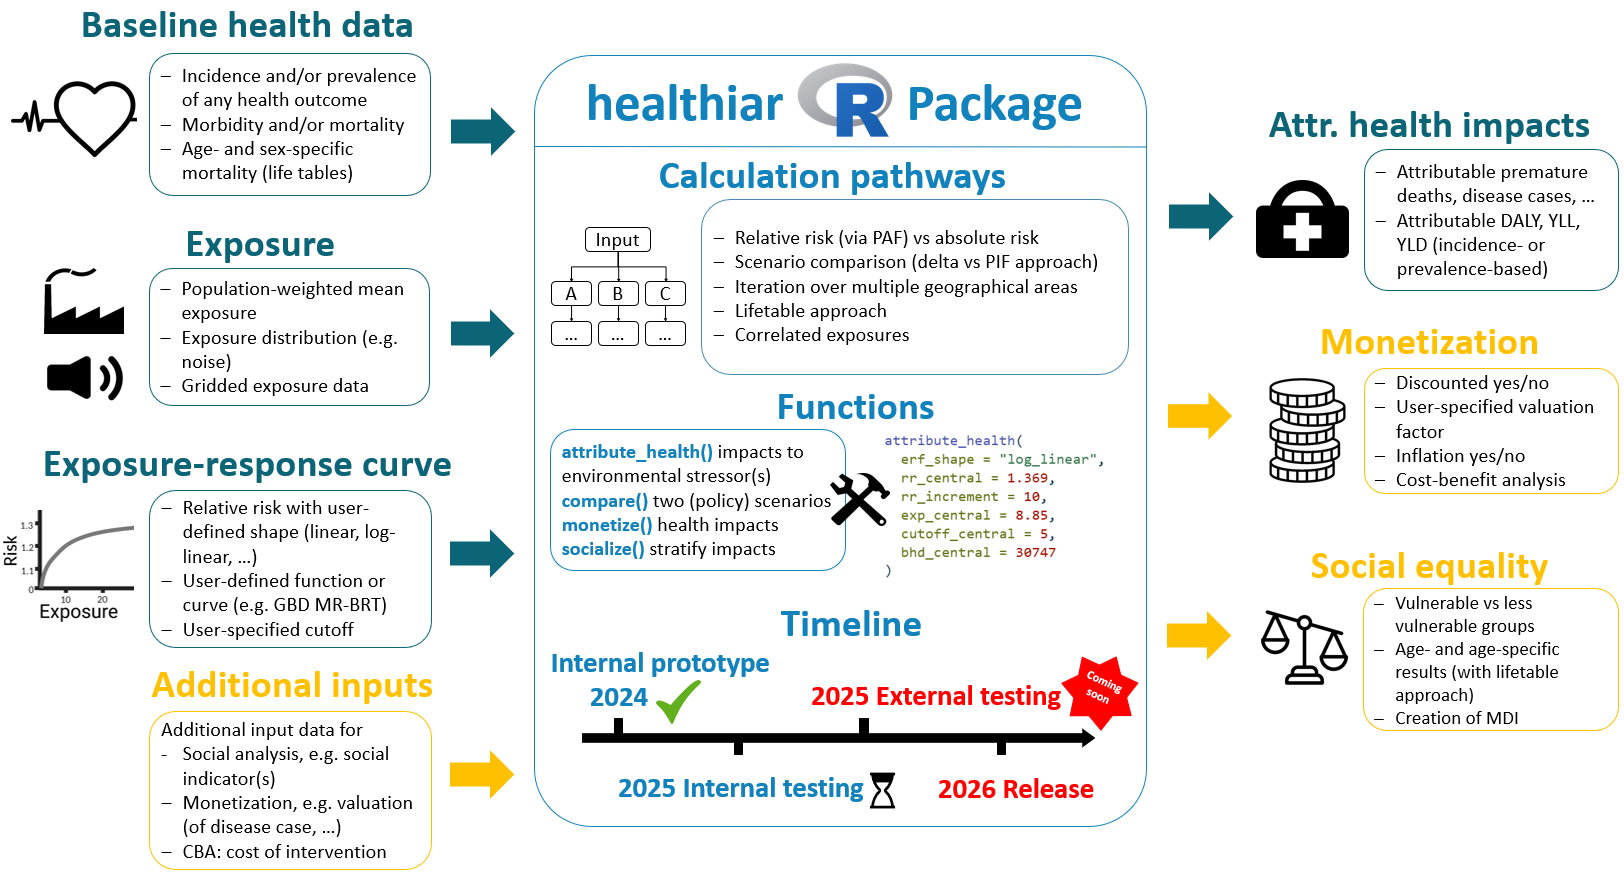 Baseline health data
– Incidence and/or prevalence
of any health outcome
– Morbidity and/or mortality
– Age- and sex-specific
mortality (life tables)
Exposure
– Population-weighted mean
exposure
– Exposure distribution (e.g.
noise)
– Gridded exposure data
Exposure-response curve
Risk
1.3
1.2
1.1
0
10 20
Exposure
– Relative risk with user-
defined shape (linear, log-
linear, ...)
– User-defined function or
curve (e.g. GBD MR-BRT)
– User-specified cutoff
Additional inputs
Additional input data for
- Social analysis, e.g. social
indicator(s)
– Monetization, e.g. valuation
(of disease case, ...)
– CBA: cost of intervention
healthiar R Package
Calculation pathways
Input
A B C
... ... ...
– Relative risk (via PAF) vs absolute risk
– Scenario comparison (delta vs PIF approach)
– Iteration over multiple geographical areas
– Lifetable approach
– Correlated exposures
Functions
attribute_health() impacts to
environmental stressor(s)
compare() two (policy) scenarios
monetize() health impacts
socialize() stratify impacts
attribute_health(
erf_shape = "log_linear",
rr_central = 1.369,
rr_increment = 10,
exp_central = 8.85,
cutoff_central = 5,
bhd_central = 30747
)
Timeline
Internal prototype
2024
2025 External testing
Coming
soon
2025 Internal testing
2026 Release
Attr. health impacts
– Attributable premature
deaths, disease cases, ...
– Attributable DALY, YLL,
YLD (incidence- or
prevalence-based)
Monetization
– Discounted yes/no
– User-specified valuation
factor
– Inflation yes/no
– Cost-benefit analysis
Social equality
– Vulnerable vs less
vulnerable groups
– Age- and age-specific
results (with lifetable
approach)
– Creation of MDI